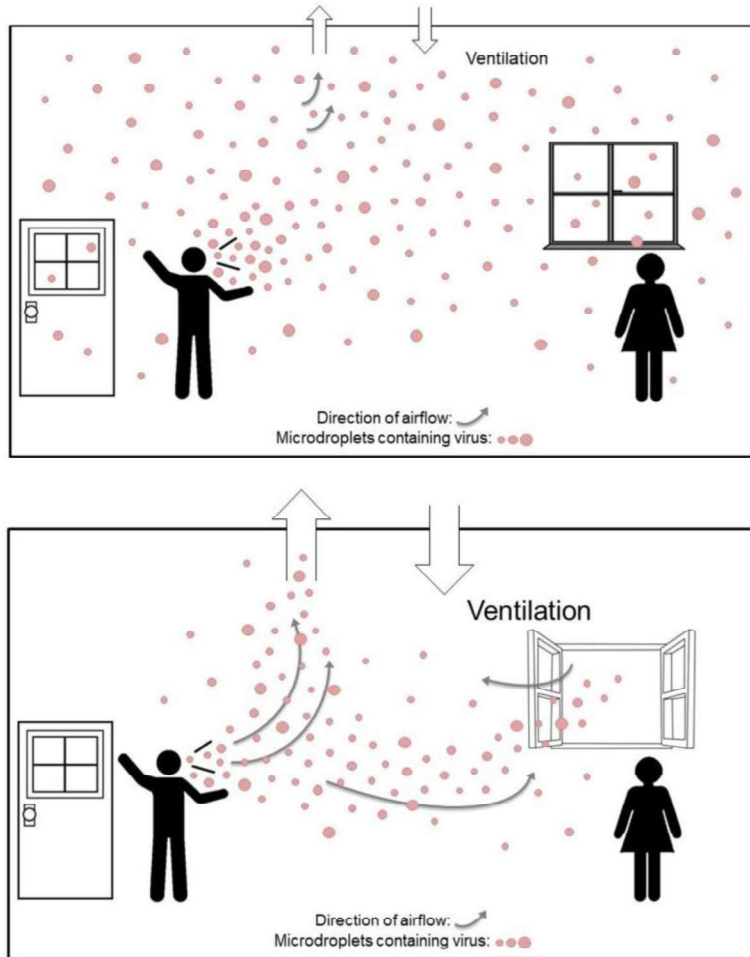 Ventilation
Direction of airflow:
Microdroplets containing virus:
Ventilation
Direction of airflow:
Microdroplets containing virus: